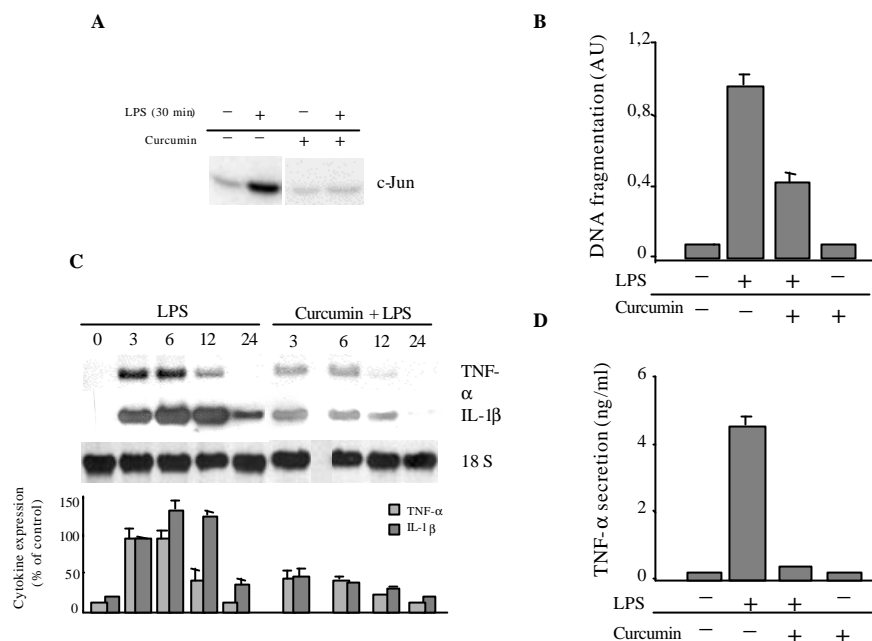 A
LPS (30 min) – + – +
Curcumin – – + +
c-Jun
B
DNA fragmentation (AU)
1,2
0,8
0,4
0
LPS – + + –
Curcumin – – + +
C
LPS Curcumin + LPS
0 3 6 12 24 3 6 12 24
TNF-
α
IL-1β
18 S
Cytokine expression
(% of control)
150
100
50
0
TNF-α
IL-1β
D
TNF-α secretion (ng/ml)
6
4
2
0
LPS – + + –
Curcumin – – + +